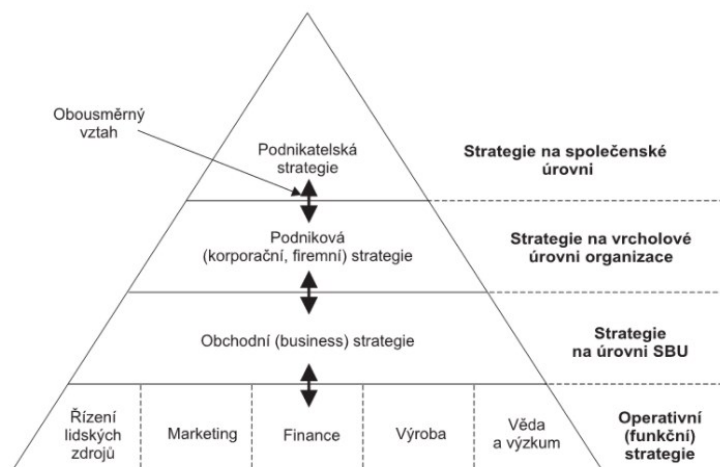 Obousměrný
vztah
Podnikatelská
strategie
Strategie na společenské
úrovni
Podniková
(korporační, firemní) strategie
Strategie na vrcholové
úrovni organizace
Obchodní (business) strategie
Strategie
na úrovni SBU
Řízení
lidských
zdrojů
Marketing
Finance
Výroba
Věda
a výzkum
Operativní
(funkční)
strategie